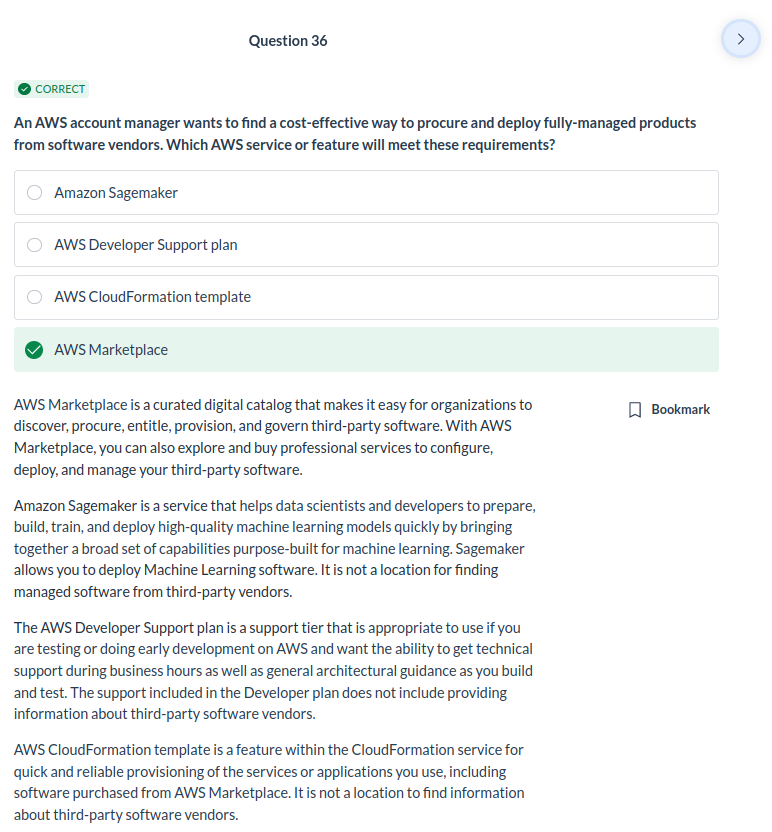 Question 36
CORRECT
An AWS account manager wants to find a cost-effective way to procure and deploy fully-managed products
from software vendors. Which AWS service or feature will meet these requirements?
Amazon Sagemaker
AWS Developer Support plan
AWS CloudFormation template
AWS Marketplace
AWS Marketplace is a curated digital catalog that makes it easy for organizations to
discover, procure, entitle, provision, and govern third-party software. With AWS
Marketplace, you can also explore and buy professional services to configure,
deploy, and manage your third-party software.
Bookmark
Amazon Sagemaker is a service that helps data scientists and developers to prepare,
build, train, and deploy high-quality machine learning models quickly by bringing
together a broad set of capabilities purpose-built for machine learning. Sagemaker
allows you to deploy Machine Learning software. It is not a location for finding
managed software from third-party vendors.
The AWS Developer Support plan is a support tier that is appropriate to use if you
are testing or doing early development on AWS and want the ability to get technical
support during business hours as well as general architectural guidance as you build
and test. The support included in the Developer plan does not include providing
information about third-party software vendors.
AWS CloudFormation template is a feature within the CloudFormation service for
quick and reliable provisioning of the services or applications you use, including
software purchased from AWS Marketplace. It is not a location to find information
about third-party software vendors.